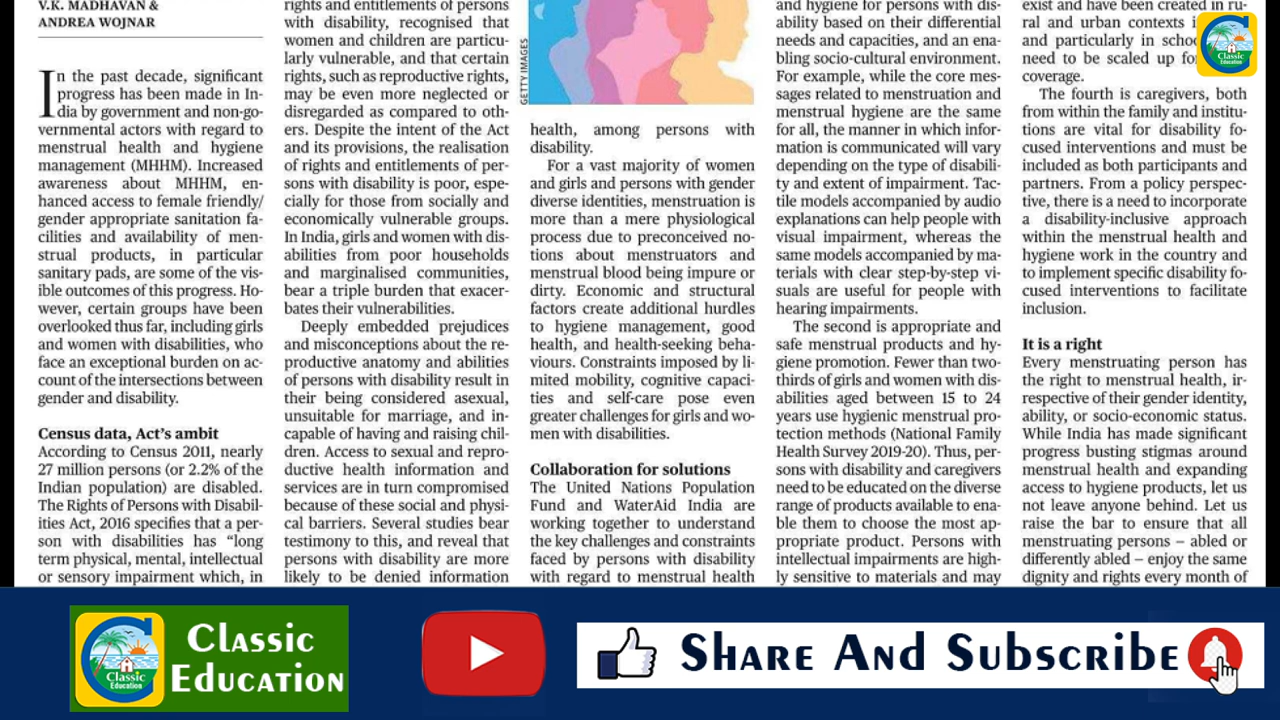 V.K. MADHAVAN &
ANDREA WOJNAR
In the past decade, significant
progress has been made in In-
dia by government and non-go-
vernmental actors with regard to
menstrual health and hygiene
management (MHHM). Increased
awareness about MHHM, en-
hanced access to female friendly/
gender appropriate sanitation fa-
cilities and availability of men-
strual products, in particular
sanitary pads, are some of the vis-
ible outcomes of this progress. Ho-
wever, certain groups have been
overlooked thus far, including girls
and women with disabilities, who
face an exceptional burden on ac-
count of the intersections between
gender and disability.
Census data, Act's ambit
According to Census 2011, nearly
27 million persons (or 2.2% of the
Indian population) are disabled.
The Rights of Persons with Disabil-
ities Act, 2016 specifies that a per-
son with disabilities has “long
term physical, mental, intellectual
or sensory impairment which, in
rights and entitlements of persons
with disability, recognised that
women and children are particu-
larly vulnerable, and that certain
rights, such as reproductive rights,
may be even more neglected or
disregarded as compared to oth-
ers. Despite the intent of the Act
and its provisions, the realisation
of rights and entitlements of per-
sons with disability is poor, espe-
cially for those from socially and
economically vulnerable groups.
In India, girls and women with dis-
abilities from poor households
and marginalised communities,
bear a triple burden that exacer-
bates their vulnerabilities.
Deeply embedded prejudices
and misconceptions about the re-
productive anatomy and abilities
of persons with disability result in
their being considered asexual,
unsuitable for marriage, and in-
capable of having and raising chil-
dren. Access to sexual and repro-
ductive health information and
services are in turn compromised
because of these social and physi-
cal barriers. Several studies bear
testimony to this, and reveal that
persons with disability are more
likely to be denied information
GETTY IMAGES
health, among persons with
disability.
For a vast majority of women
and girls and persons with gender
diverse identities, menstruation is
more than a mere physiological
process due to preconceived no-
tions about menstruators and
menstrual blood being impure or
dirty. Economic and structural
factors create additional hurdles
to hygiene management, good
health, and health-seeking beha-
viours. Constraints imposed by li-
mited mobility, cognitive capaci-
ties and self-care pose even
greater challenges for girls and wo-
men with disabilities.
Collaboration for solutions
The United Nations Population
Fund and WaterAid India are
working together to understand
the key challenges and constraints
faced by persons with disability
with regard to menstrual health
and hygiene for persons with dis-
ability based on their differential
needs and capacities, and an ena-
bling socio-cultural environment.
For example, while the core mes-
sages related to menstruation and
menstrual hygiene are the same
for all, the manner in which infor-
mation is communicated will vary
depending on the type of disabili-
ty and extent of impairment. Tac-
tile models accompanied by audio
explanations can help people with
visual impairment, whereas the
same models accompanied by ma-
terials with clear step-by-step vi-
suals are useful for people with
hearing impairments.
The second is appropriate and
safe menstrual products and hy-
giene promotion. Fewer than two-
thirds of girls and women with dis-
abilities aged between 15 to 24
years use hygienic menstrual pro-
tection methods (National Family
Health Survey 2019-20). Thus, per-
sons with disability and caregivers
need to be educated on the diverse
range of products available to ena-
ble them to choose the most ap-
propriate product. Persons with
intellectual impairments are high-
ly sensitive to materials and may
exist and have been created in ru-
ral and urban contexts
and particularly in
need to be scaled up
coverage.
The fourth is caregivers, both
from within the family and institu-
tions are vital for disability fo-
cused interventions and must be
included as both participants and
partners. From a policy perspec-
tive, there is a need to incorporate
a disability-inclusive approach
within the menstrual health and
hygiene work in the country and
to implement specific disability fo-
cused interventions to facilitate
inclusion.
It is a right
Every menstruating person has
the right to menstrual health, ir-
respective of their gender identity,
ability, or socio-economic status.
While India has made significant
progress busting stigmas around
menstrual health and expanding
access to hygiene products, let us
not leave anyone behind. Let us
raise the bar to ensure that all
menstruating persons – abled or
differently abled – enjoy the same
dignity and rights every month of
Classic
Education
Classic
Education
Classic
Education
Share And Subscribe